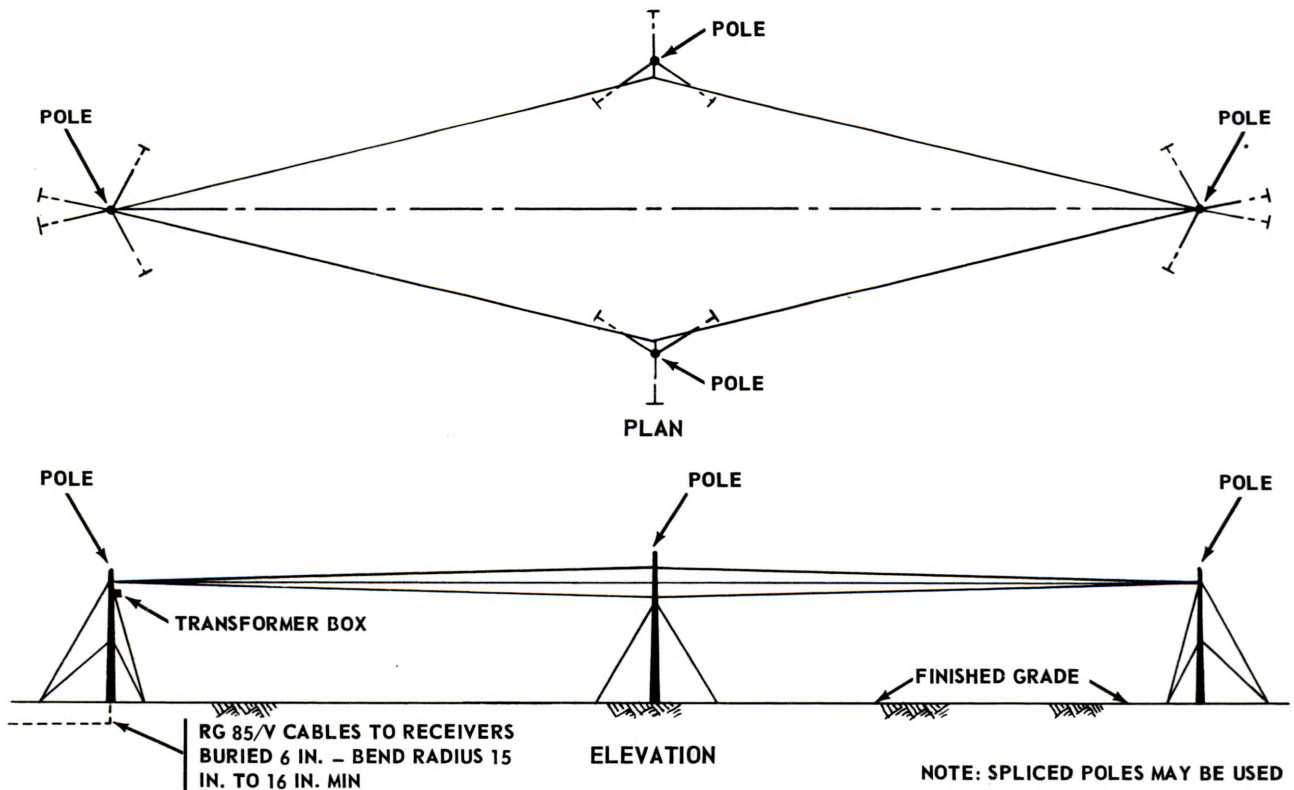 POLE
POLE
POLE
POLE
PLAN
POLE
POLE
POLE
TRANSFORMER BOX
FINISHED GRADE
RG 85/V CABLES TO RECEIVERS
BURIED 6 IN. – BEND RADIUS 15
IN. TO 16 IN. MIN
ELEVATION
NOTE: SPLICED POLES MAY BE USED